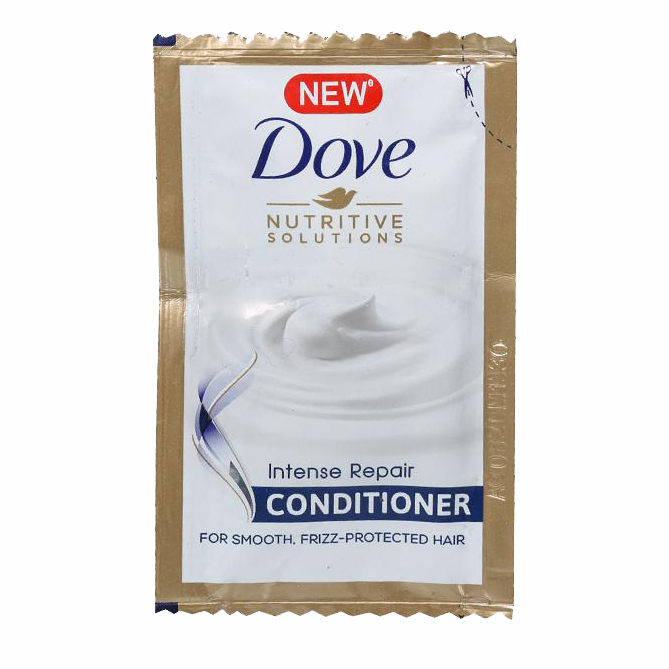 NEW
Dove
NUTRITIVE
SOLUTIONS
Intense Repair
CONDITIONER
FOR SMOOTH, FRIZZ-PROTECTED HAIR